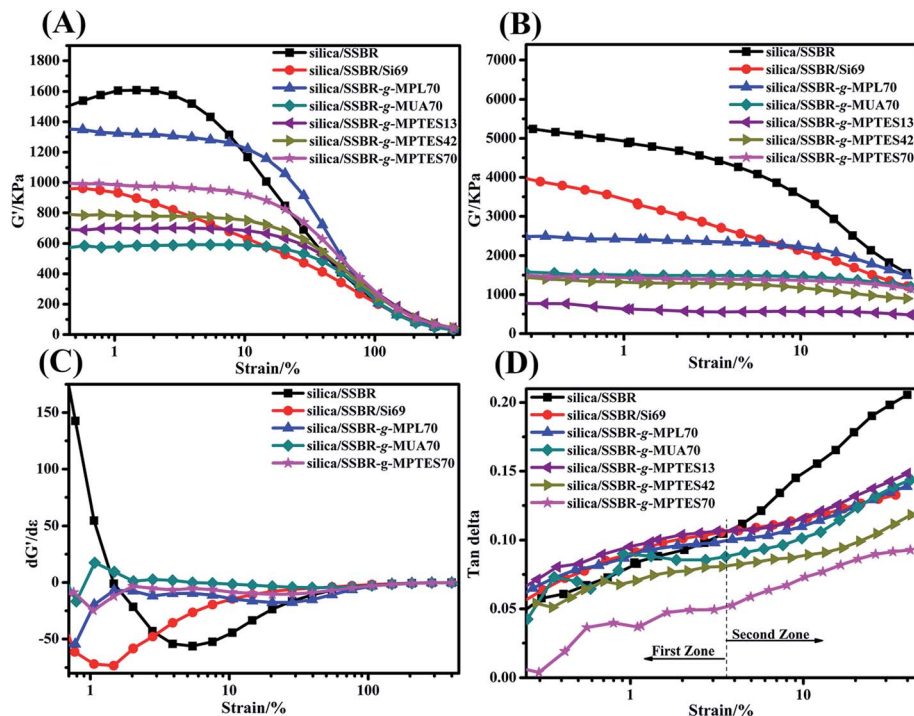 (A)
G'/KPa
1800
1600
1400
1200
1000
800
600
400
200
0
silica/SSBR
silica/SSBR/Si69
silica/SSBR-g-MPL70
silica/SSBR-g-MUA70
silica/SSBR-g-MPTES13
silica/SSBR-g-MPTES42
silica/SSBR-g-MPTES70
1 10 100
Strain/%
(B)
G'/KPa
7000
6000
5000
4000
3000
2000
1000
0
silica/SSBR
silica/SSBR/Si69
silica/SSBR-g-MPL70
silica/SSBR-g-MUA70
silica/SSBR-g-MPTES13
silica/SSBR-g-MPTES42
silica/SSBR-g-MPTES70
1 10
Strain/%
(C)
dG'/dε
150
100
50
0
-50
silica/SSBR
silica/SSBR/Si69
silica/SSBR-g-MPL70
silica/SSBR-g-MUA70
silica/SSBR-g-MPTES70
1 10 100
Strain/%
(D)
Tan delta
0.20
0.15
0.10
0.05
0.00
silica/SSBR
silica/SSBR/Si69
silica/SSBR-g-MPL70
silica/SSBR-g-MUA70
silica/SSBR-g-MPTES13
silica/SSBR-g-MPTES42
silica/SSBR-g-MPTES70
First Zone
Second Zone
1 10
Strain/%